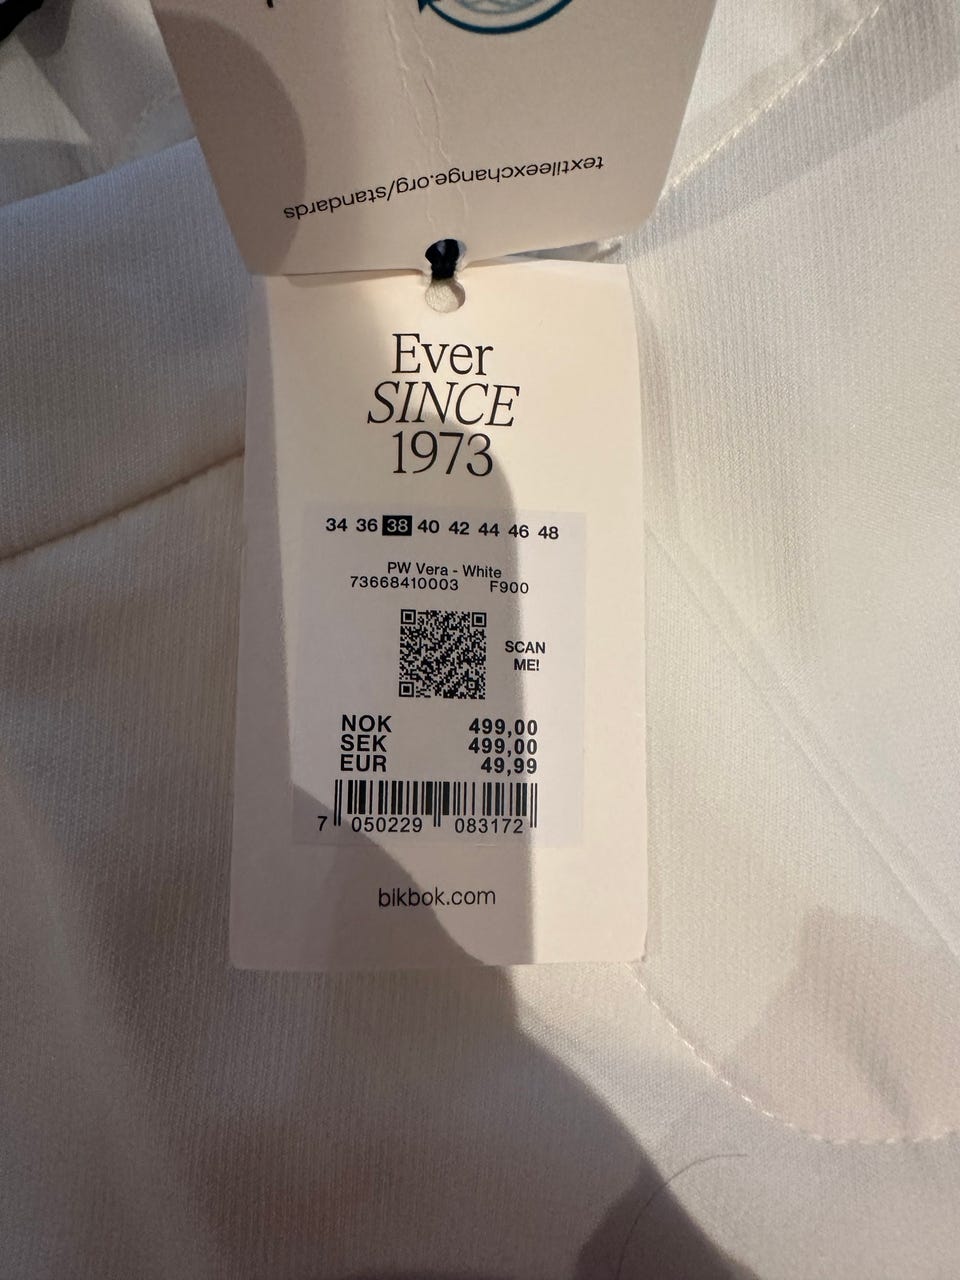 textileexchange.org/standards
Ever
SINCE
1973
34 36 38 40 42 44 46 48
PW Vera - White
73668410003 F900
SCAN
ME!
NOK 499,00
SEK 499,00
EUR 49,99
7 050229 083172
bikbok.com